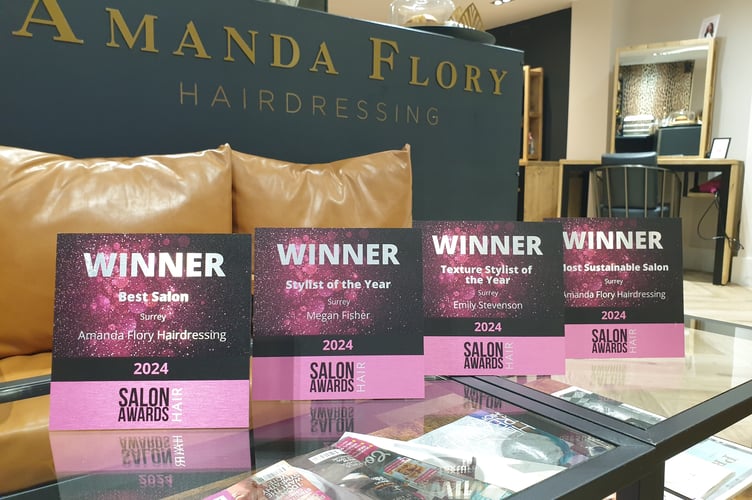 AMANDA FLORY
HAIRDRESSING
WINNER
Best Salon
Surrey
Amanda Flory Hairdressing
2024
SALON
AWARDS
HAIR
WINNER
Stylist of the Year
Surrey
Megan Fisher
2024
SALON
AWARDS
HAIR
WINNER
Texture Stylist of
the Year
Surrey
Emily Stevenson
2024
SALON
AWARDS
HAIR
WINNER
Most Sustainable Salon
Surrey
Amanda Flory Hairdressing
2024
SALON
AWARDS
HAIR